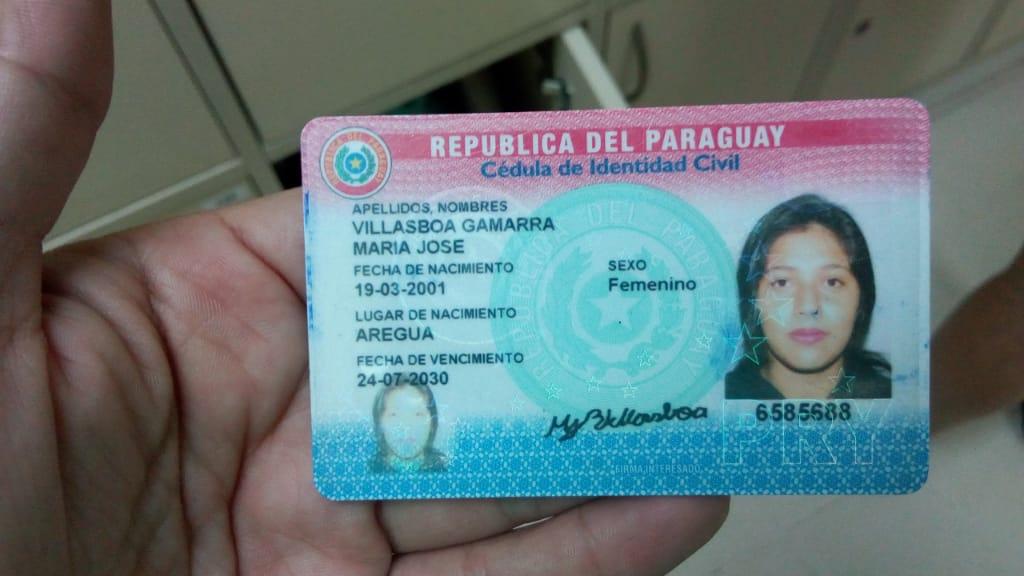 REPUBLICA DEL PARAGUAY
Cédula de Identidad Civil
APELLIDOS, NOMBRES
VILLASBOA GAMARRA
MARIA JOSE
FECHA DE NACIMIENTO
19-03-2001
SEXO
Femenino
LUGAR DE NACIMIENTO
AREGUA
FECHA DE VENCIMIENTO
24-07-2030
6585688
PRY
FIRMA INTERESADO
REPUBLICA DEL PARAGUAY